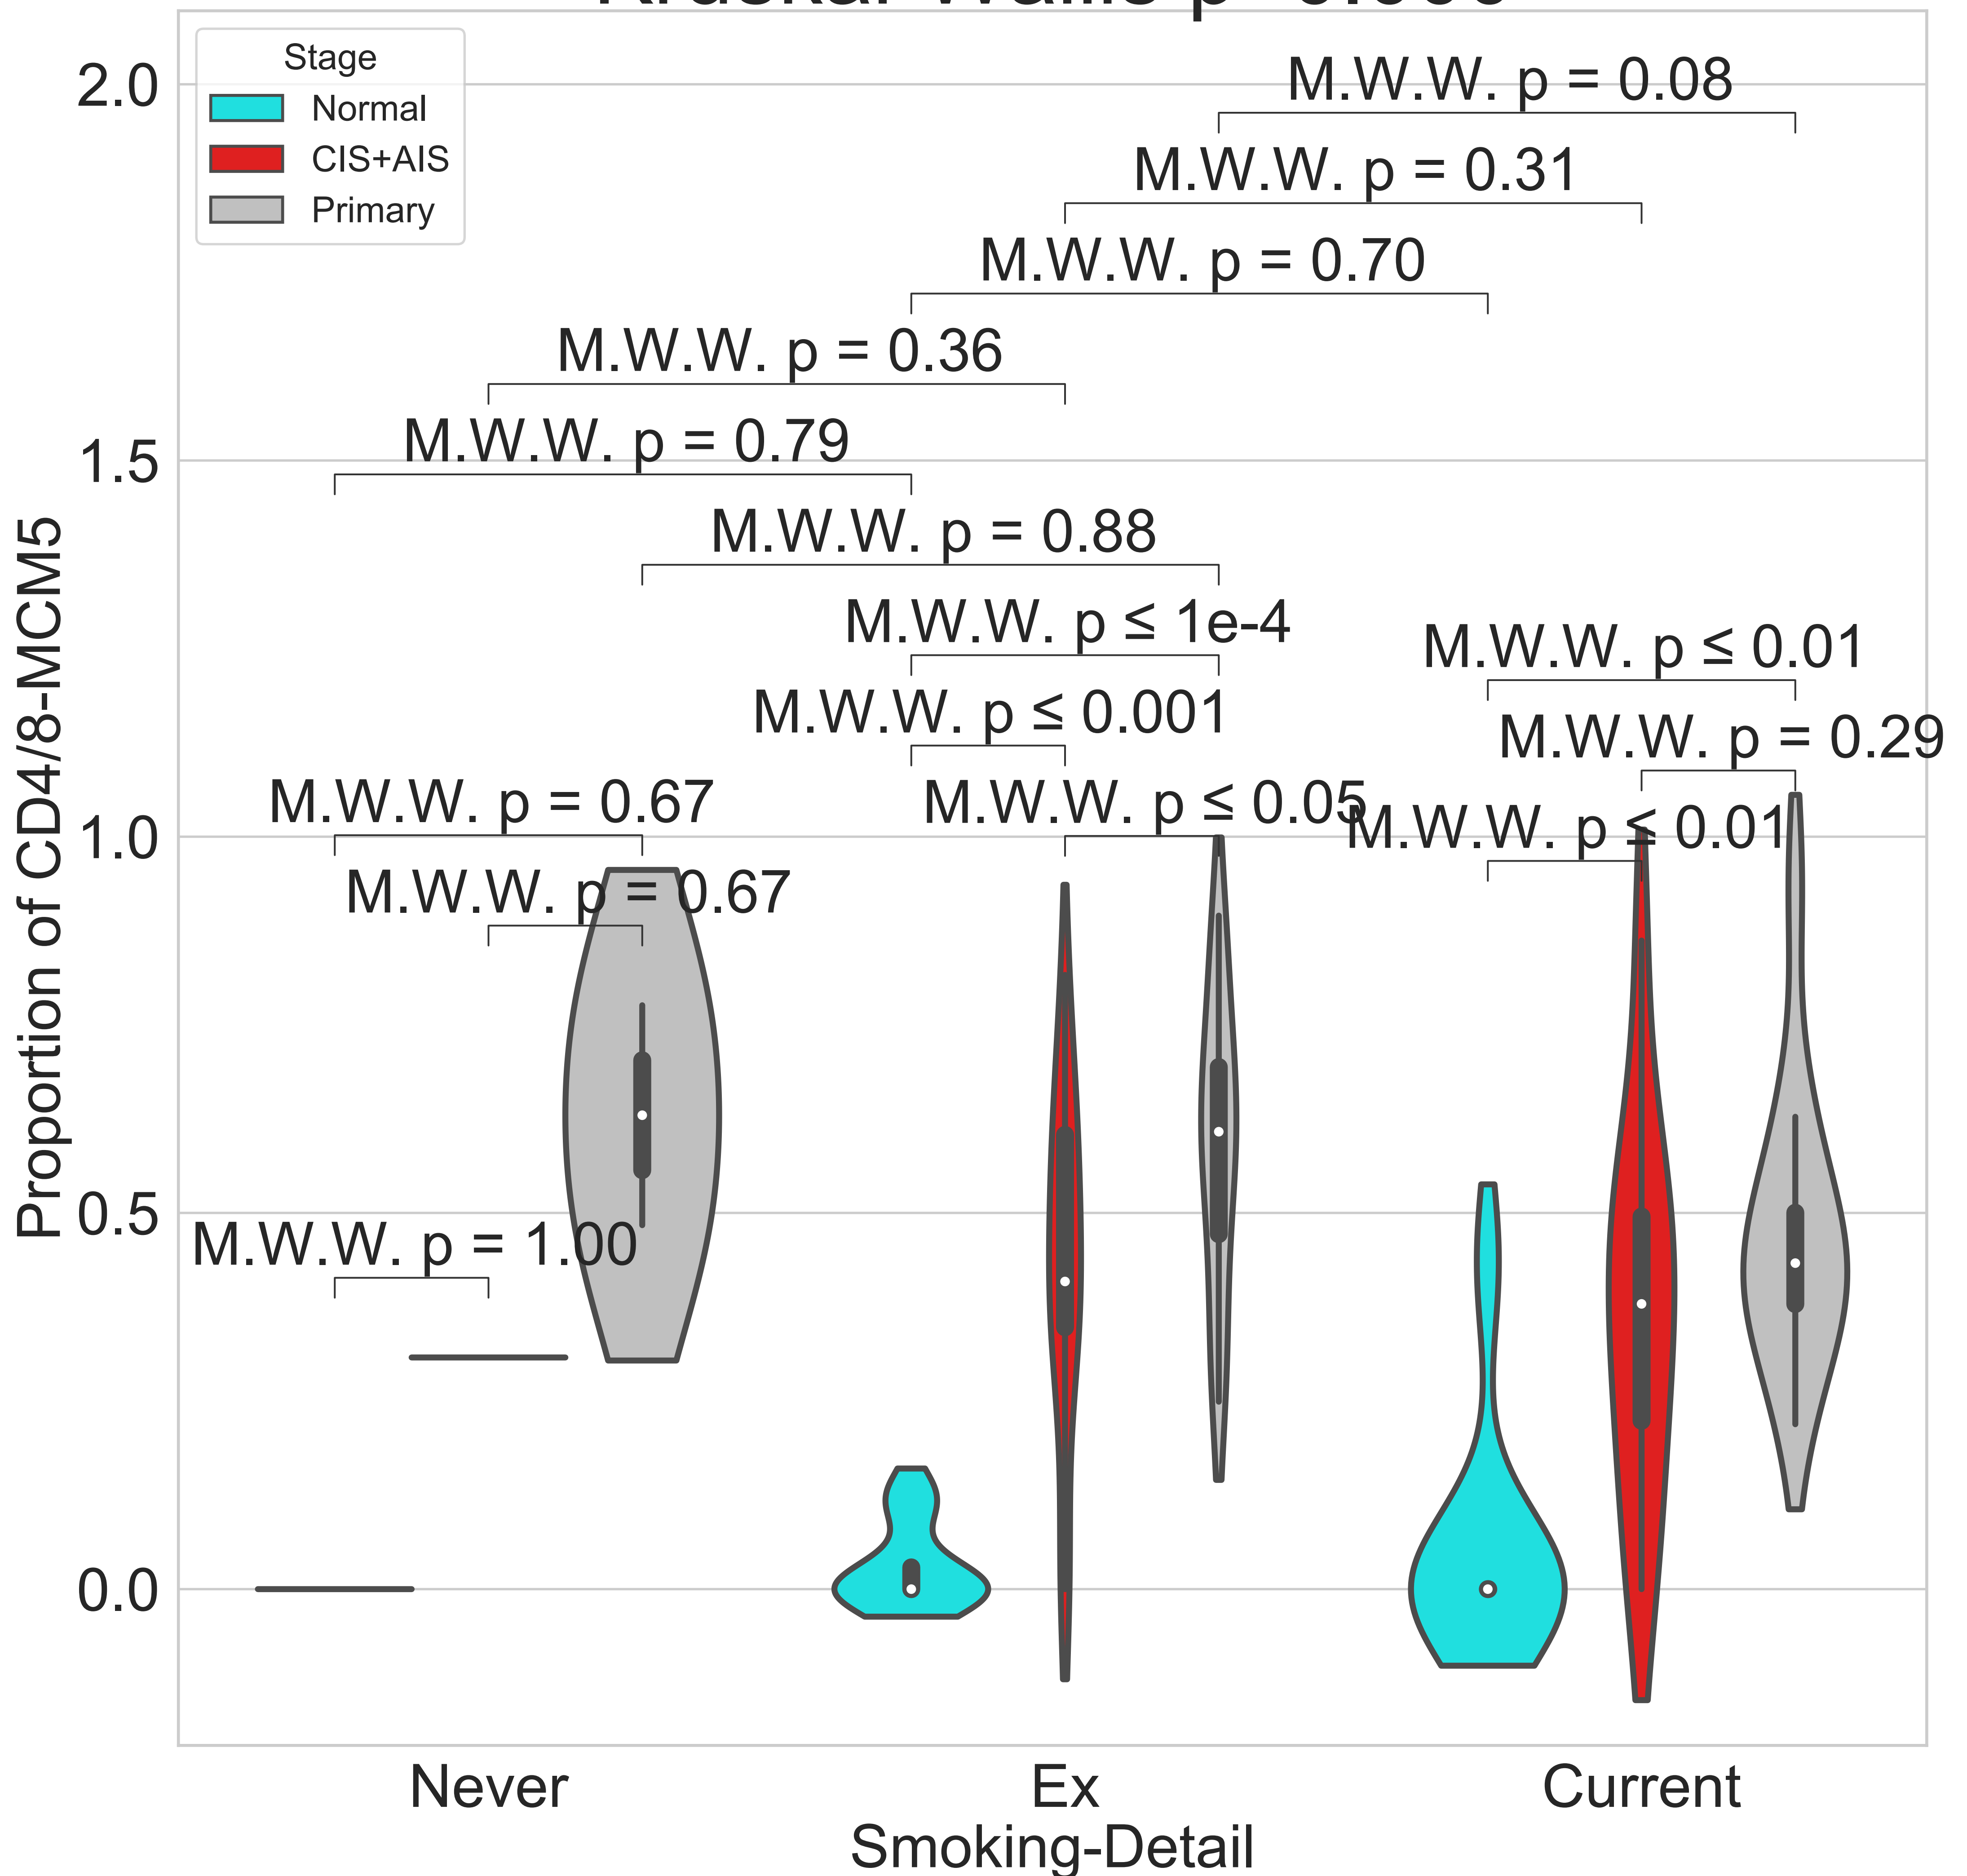 2.0
1.5
1.0
0.5
0.0
Proportion of CD4/8-MCM5
Stage
Normal
CIS+AIS
Primary
M.W.W. p = 0.08
M.W.W. p = 0.31
M.W.W. p = 0.70
M.W.W. p = 0.36
M.W.W. p = 0.79
M.W.W. p = 0.88
M.W.W. p ≤ 1e-4
M.W.W. p ≤ 0.01
M.W.W. p ≤ 0.001
M.W.W. p = 0.29
M.W.W. p = 0.67
M.W.W. p ≤ 0.05
M.W.W. p ≤ 0.01
M.W.W. p = 0.67
M.W.W. p = 1.00
Never
Ex
Current
Smoking-Detail